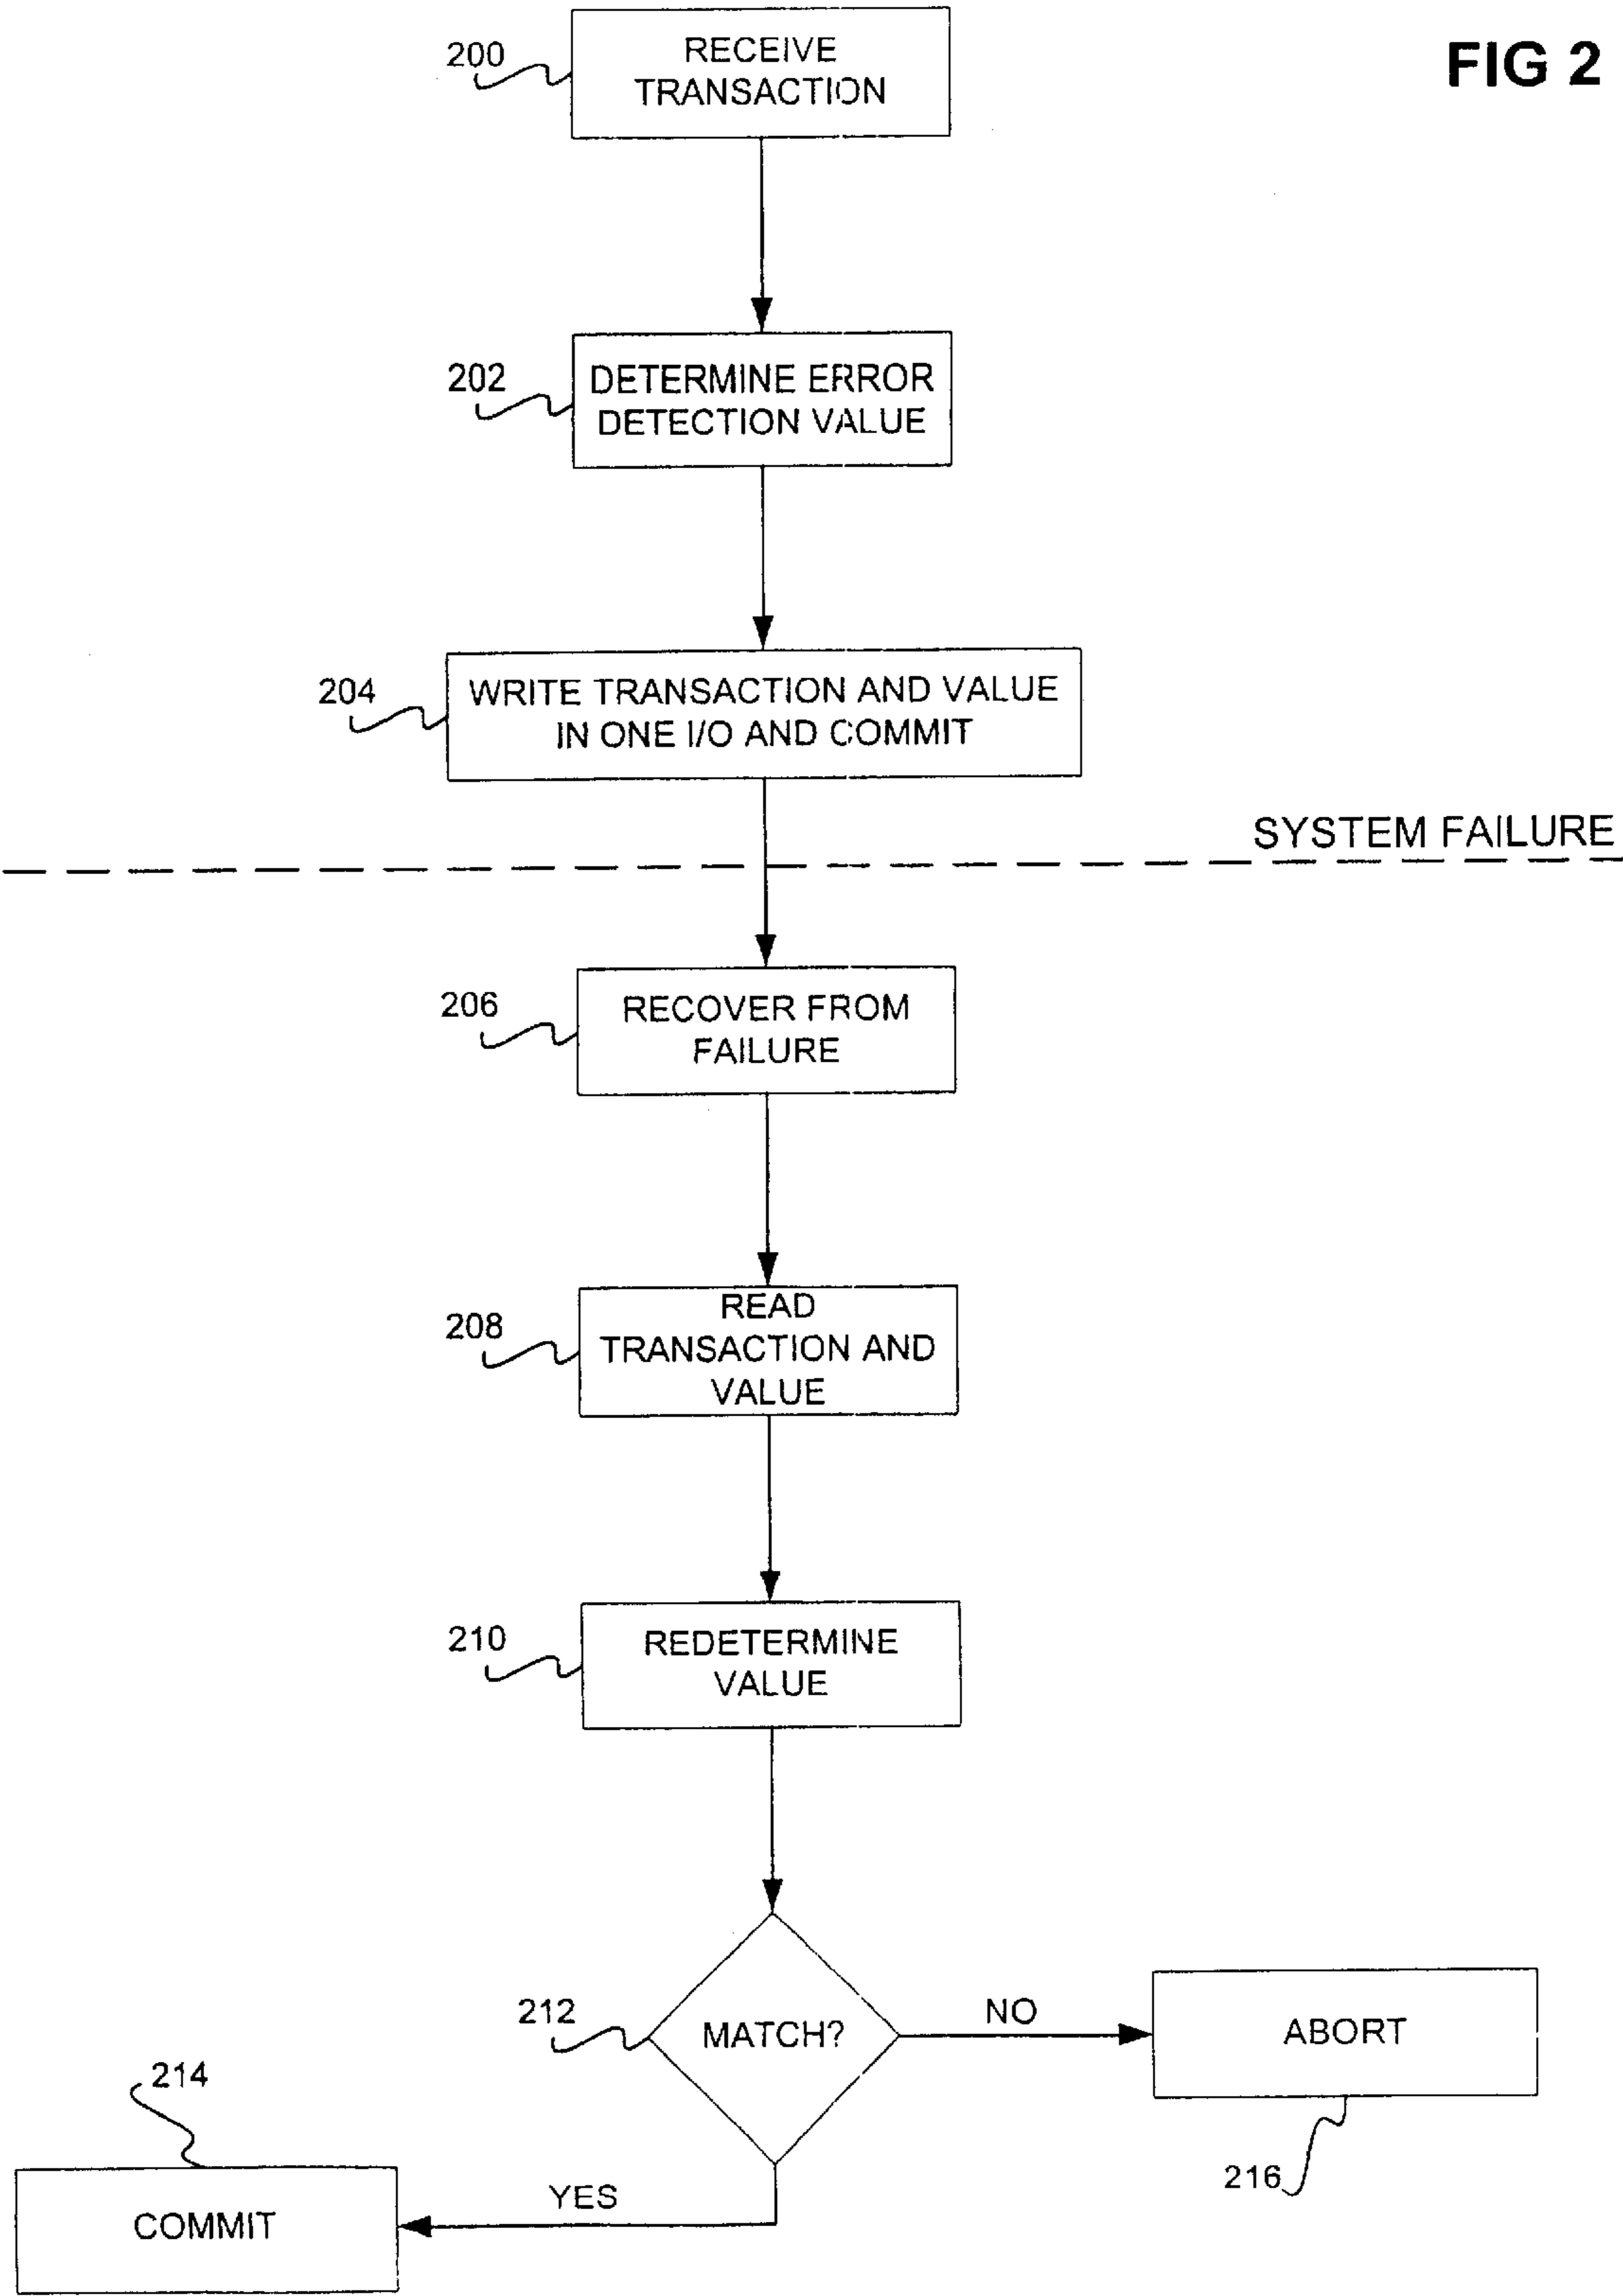 FIG 2
200
RECEIVE
TRANSACTION
202
DETERMINE ERROR
DETECTION VALUE
204
WRITE TRANSACTION AND VALUE
IN ONE I/O AND COMMIT
SYSTEM FAILURE
206
RECOVER FROM
FAILURE
208
READ
TRANSACTION AND
VALUE
210
REDETERMINE
VALUE
212
MATCH?
NO
ABORT
216
214
YES
COMMIT